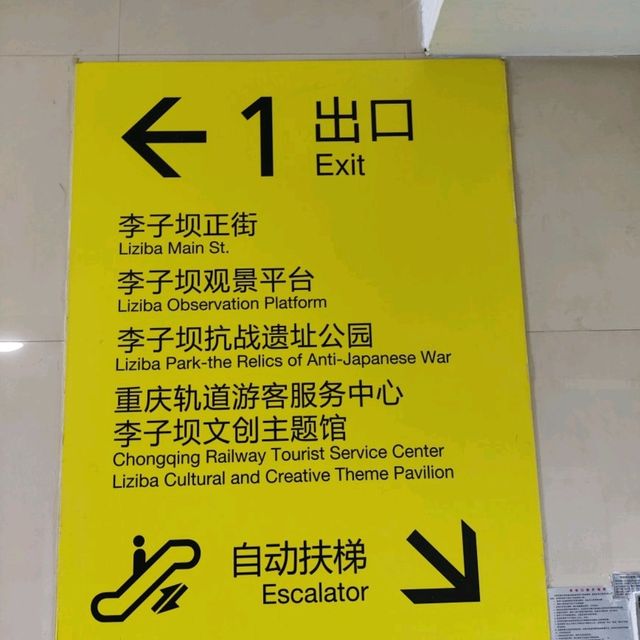 1 出口
Exit
李子坝正街
Liziba Main St.
李子坝观景平台
Liziba Observation Platform
李子坝抗战遗址公园
Liziba Park-the Relics of Anti-Japanese War
重庆轨道游客服务中心
李子坝文创主题馆
Chongqing Railway Tourist Service Center
Liziba Cultural and Creative Theme Pavilion
自动扶梯
Escalator